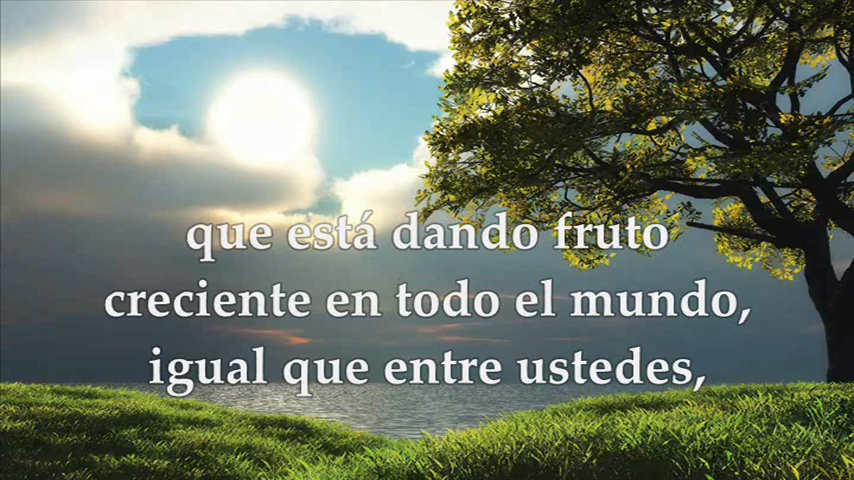 que está dando fruto
creciente en todo el mundo,
igual que entre ustedes,